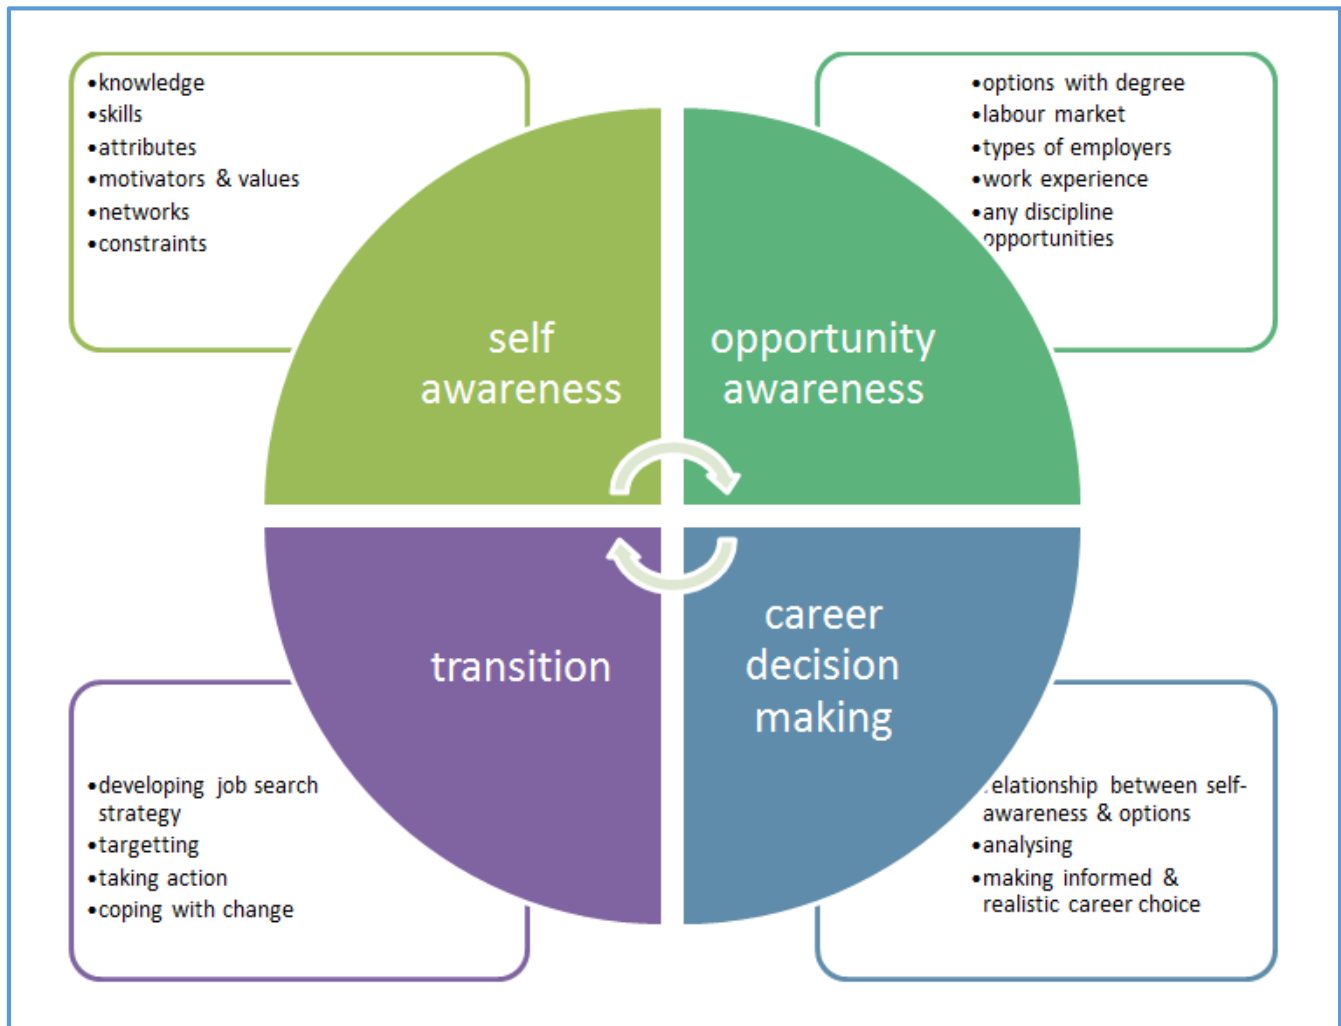 •knowledge
•skills
•attributes
•motivators & values
•networks
•constraints
•options with degree
•labour market
•types of employers
•work experience
•any discipline
opportunities
self
awareness
opportunity
awareness
transition
career
decision
making
•developing job search
strategy
•targetting
•taking action
•coping with change
relationship between self-
awareness & options
•analysing
•making informed &
realistic career choice